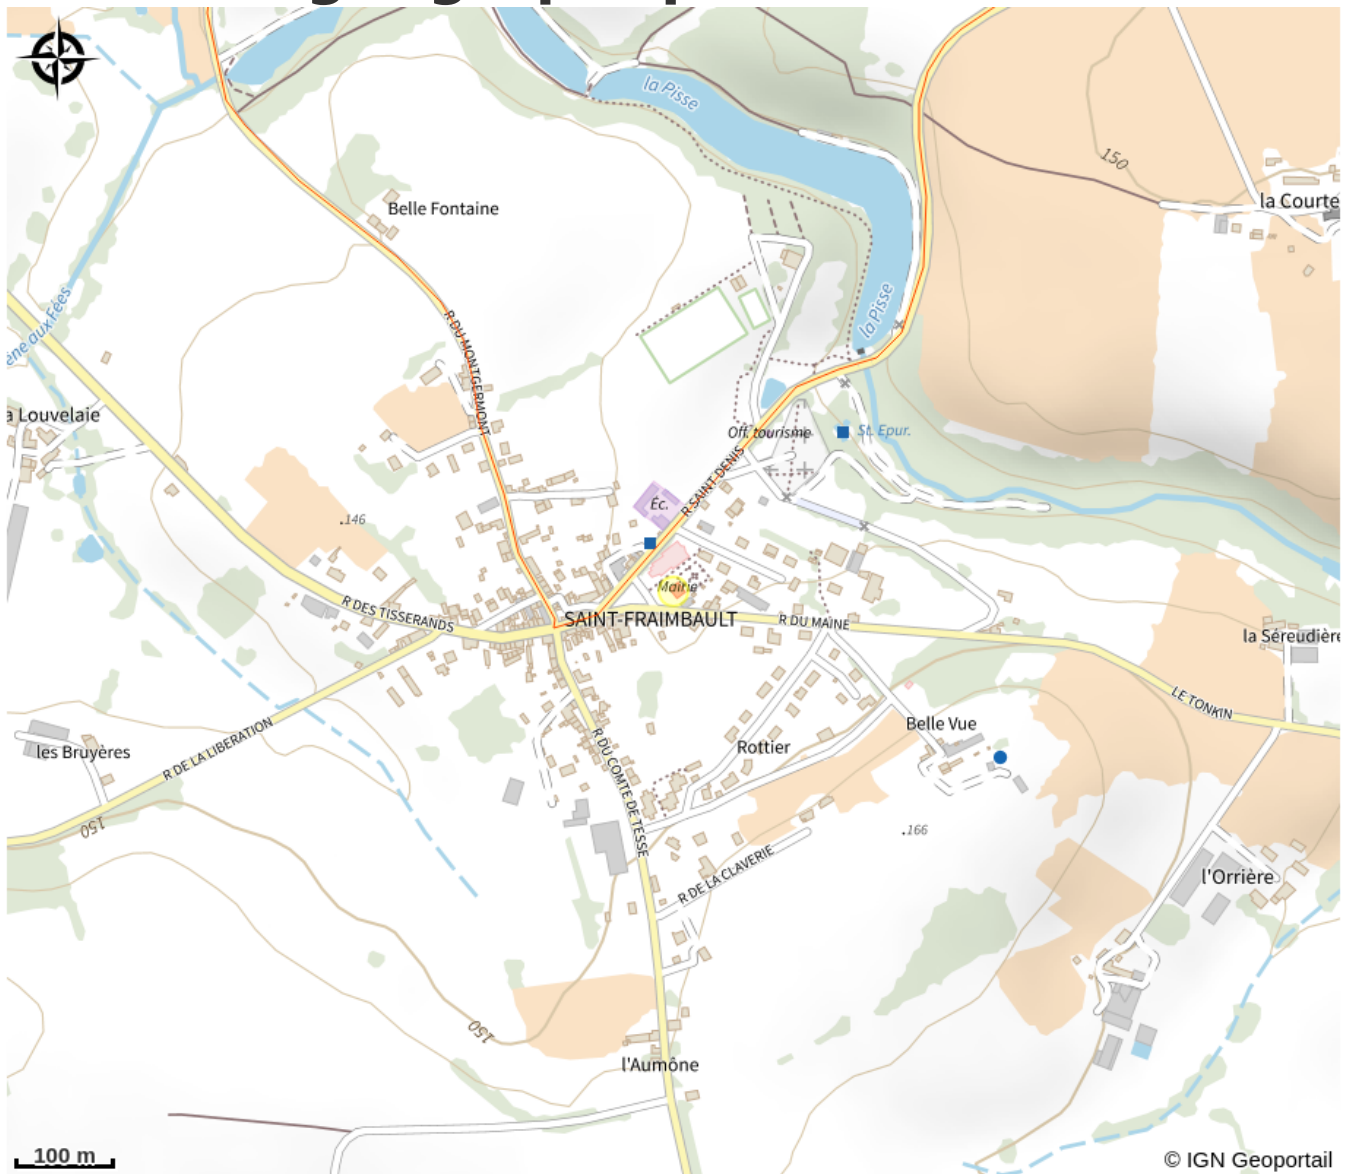 la Pisse
150
la Courte
Belle Fontaine
ène aux Fées
la Pisse
R DU MONTGERMONT
a Louvelaie
Off. tourisme
St. Epur.
R SAINT DENIS
Éc.
.146
Mairie
R DES TISSERANDS
SAINT-FRAIMBAULT
R DU MAINE
la Séreudière
LE TONKIN
Belle Vue
R DE LA LIBERATION
les Bruyères
R DU COMTE DE TESSE
Rottier
150
.166
R DE LA CLAVERIE
l'Orrière
150
l'Aumône
100 m
© IGN Geoportail